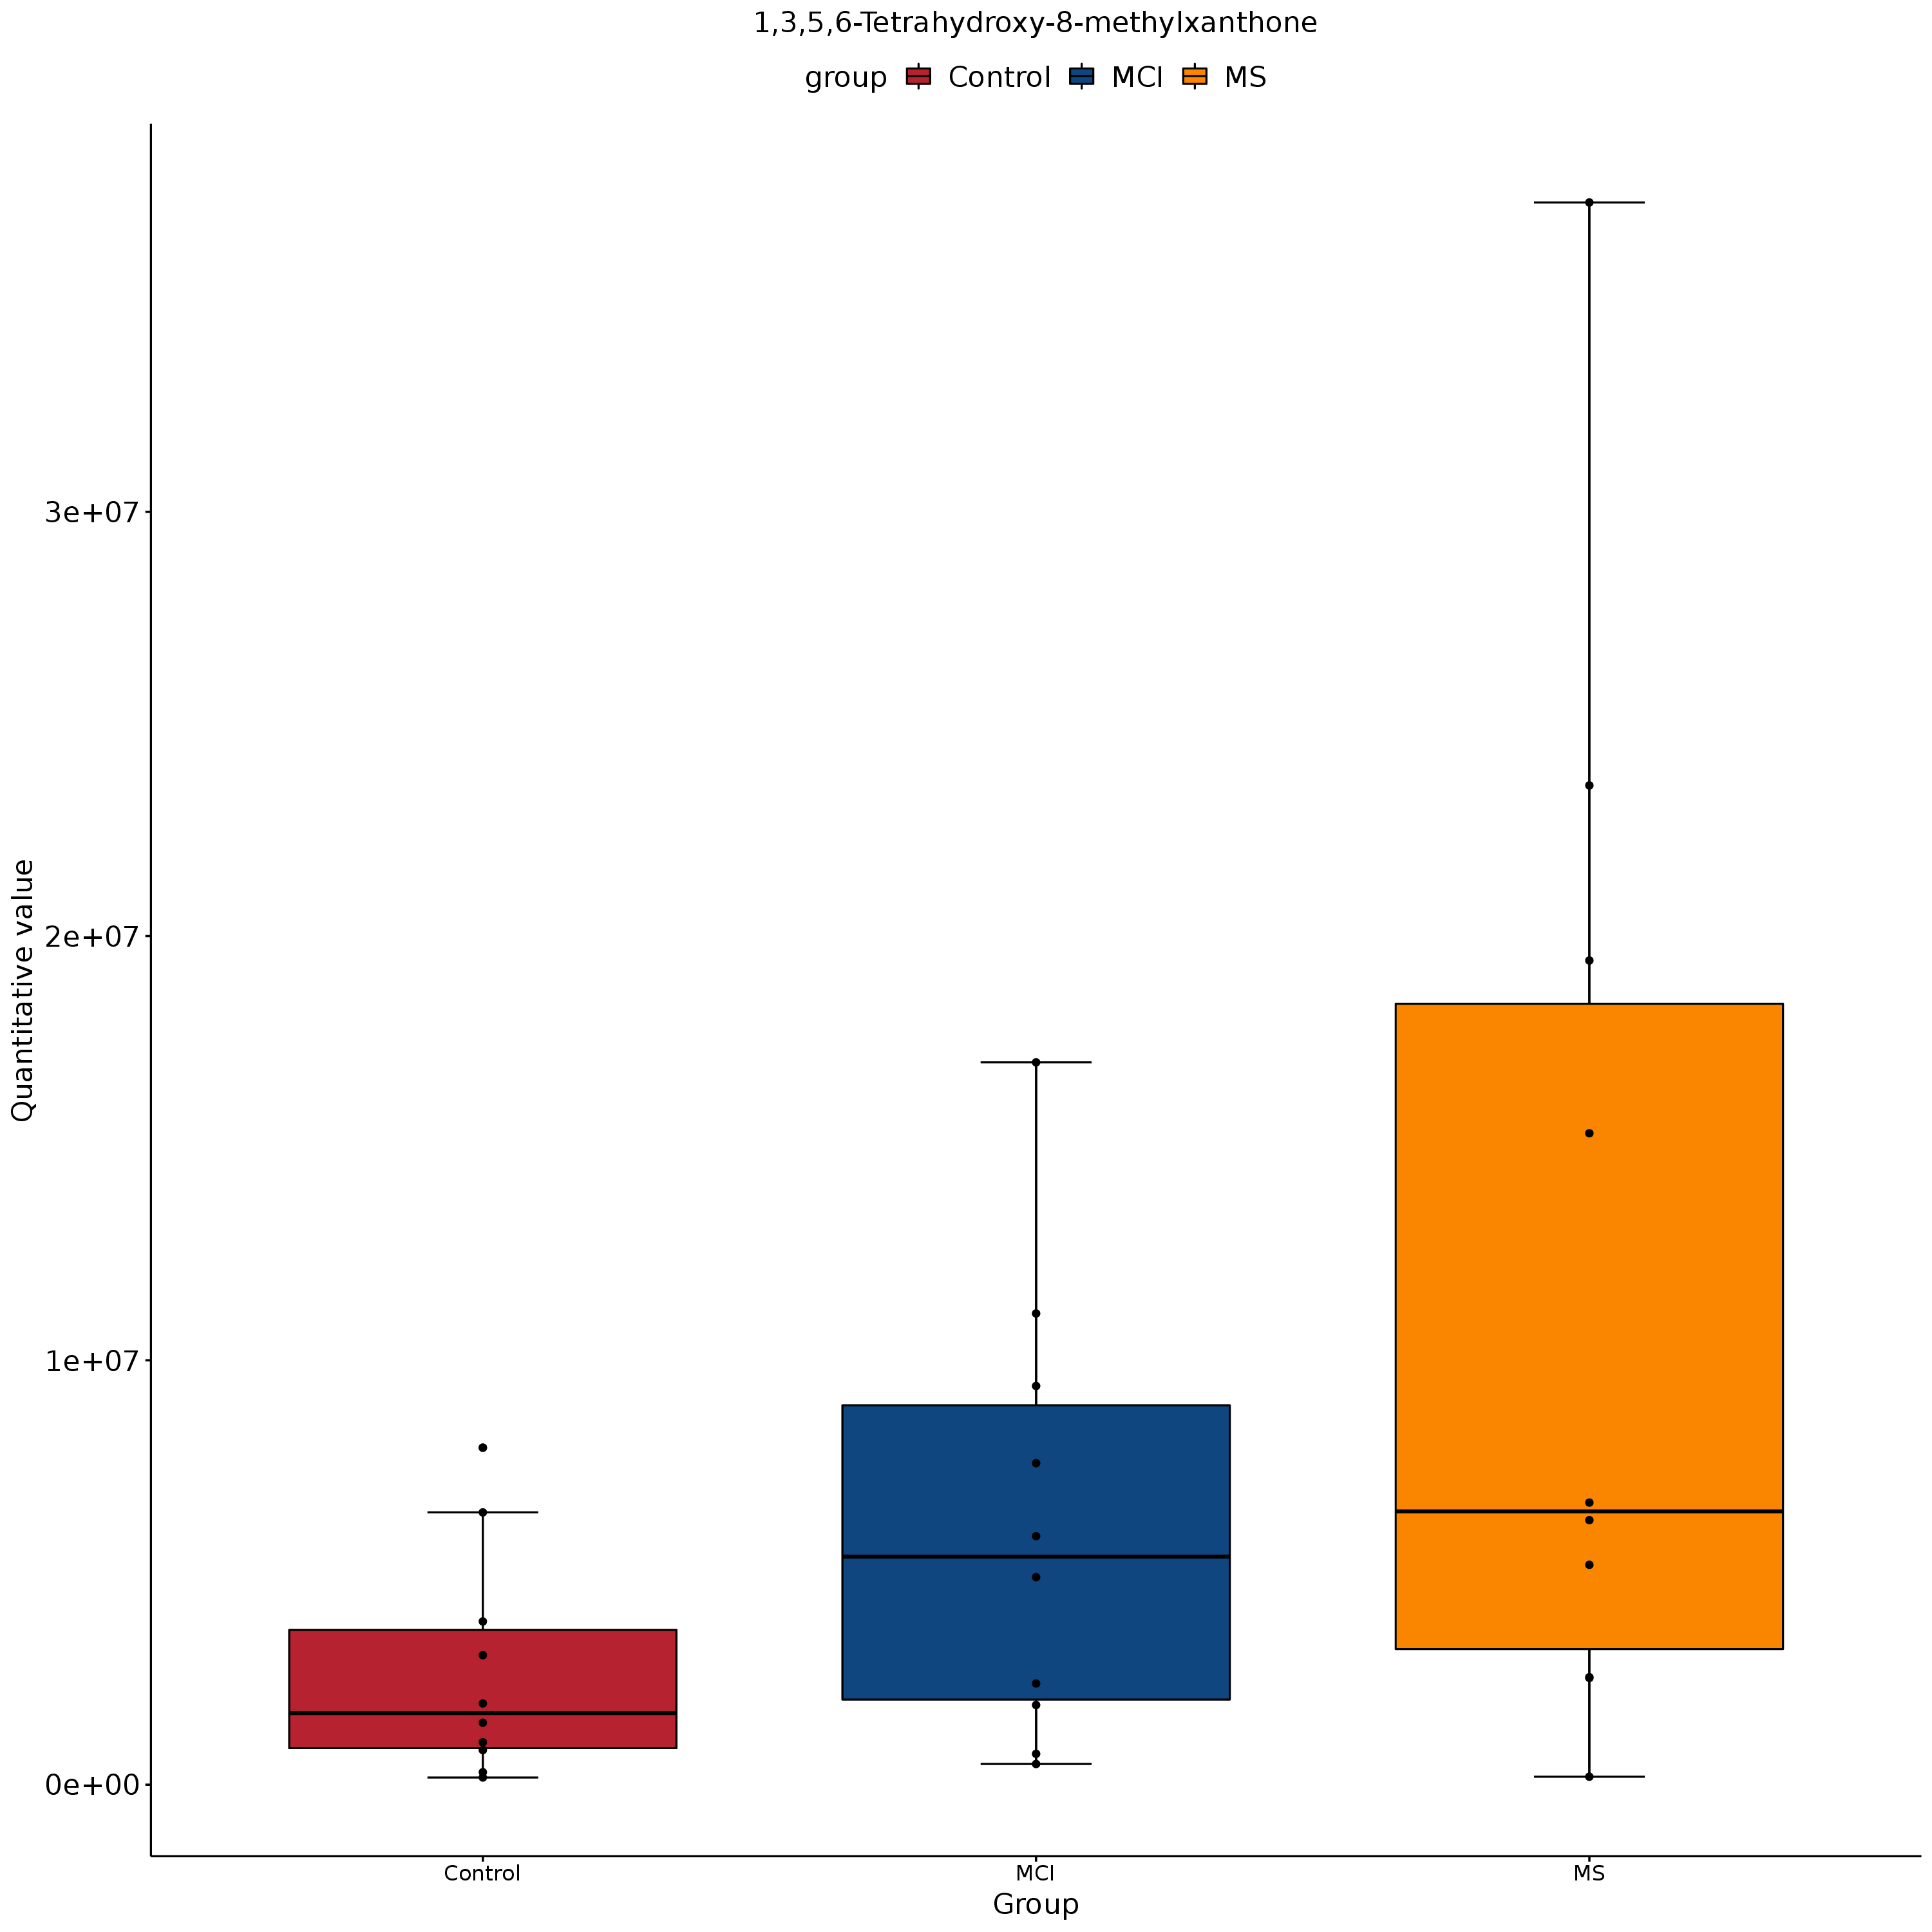 1,3,5,6-Tetrahydroxy-8-methylxanthone
group Control MCI MS
Quantitative value
3e+07
2e+07
1e+07
0e+00
Control MCI MS
Group